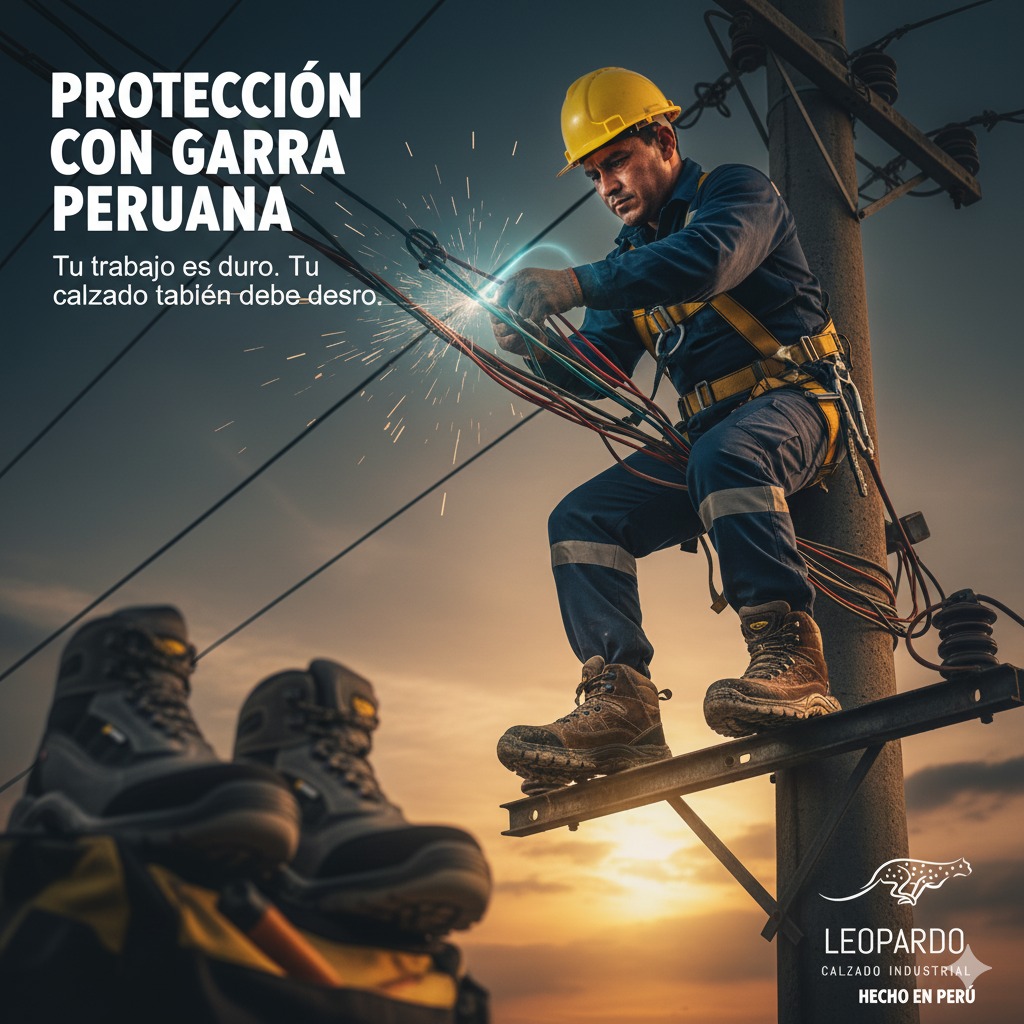 PROTECCIÓN
CON GARRA
PERUANA
Tu trabajo es duro. Tu
calzado tabién debe desro.
LEOPARDO
CALZADO INDUSTRIAL
HECHO EN PERÚ